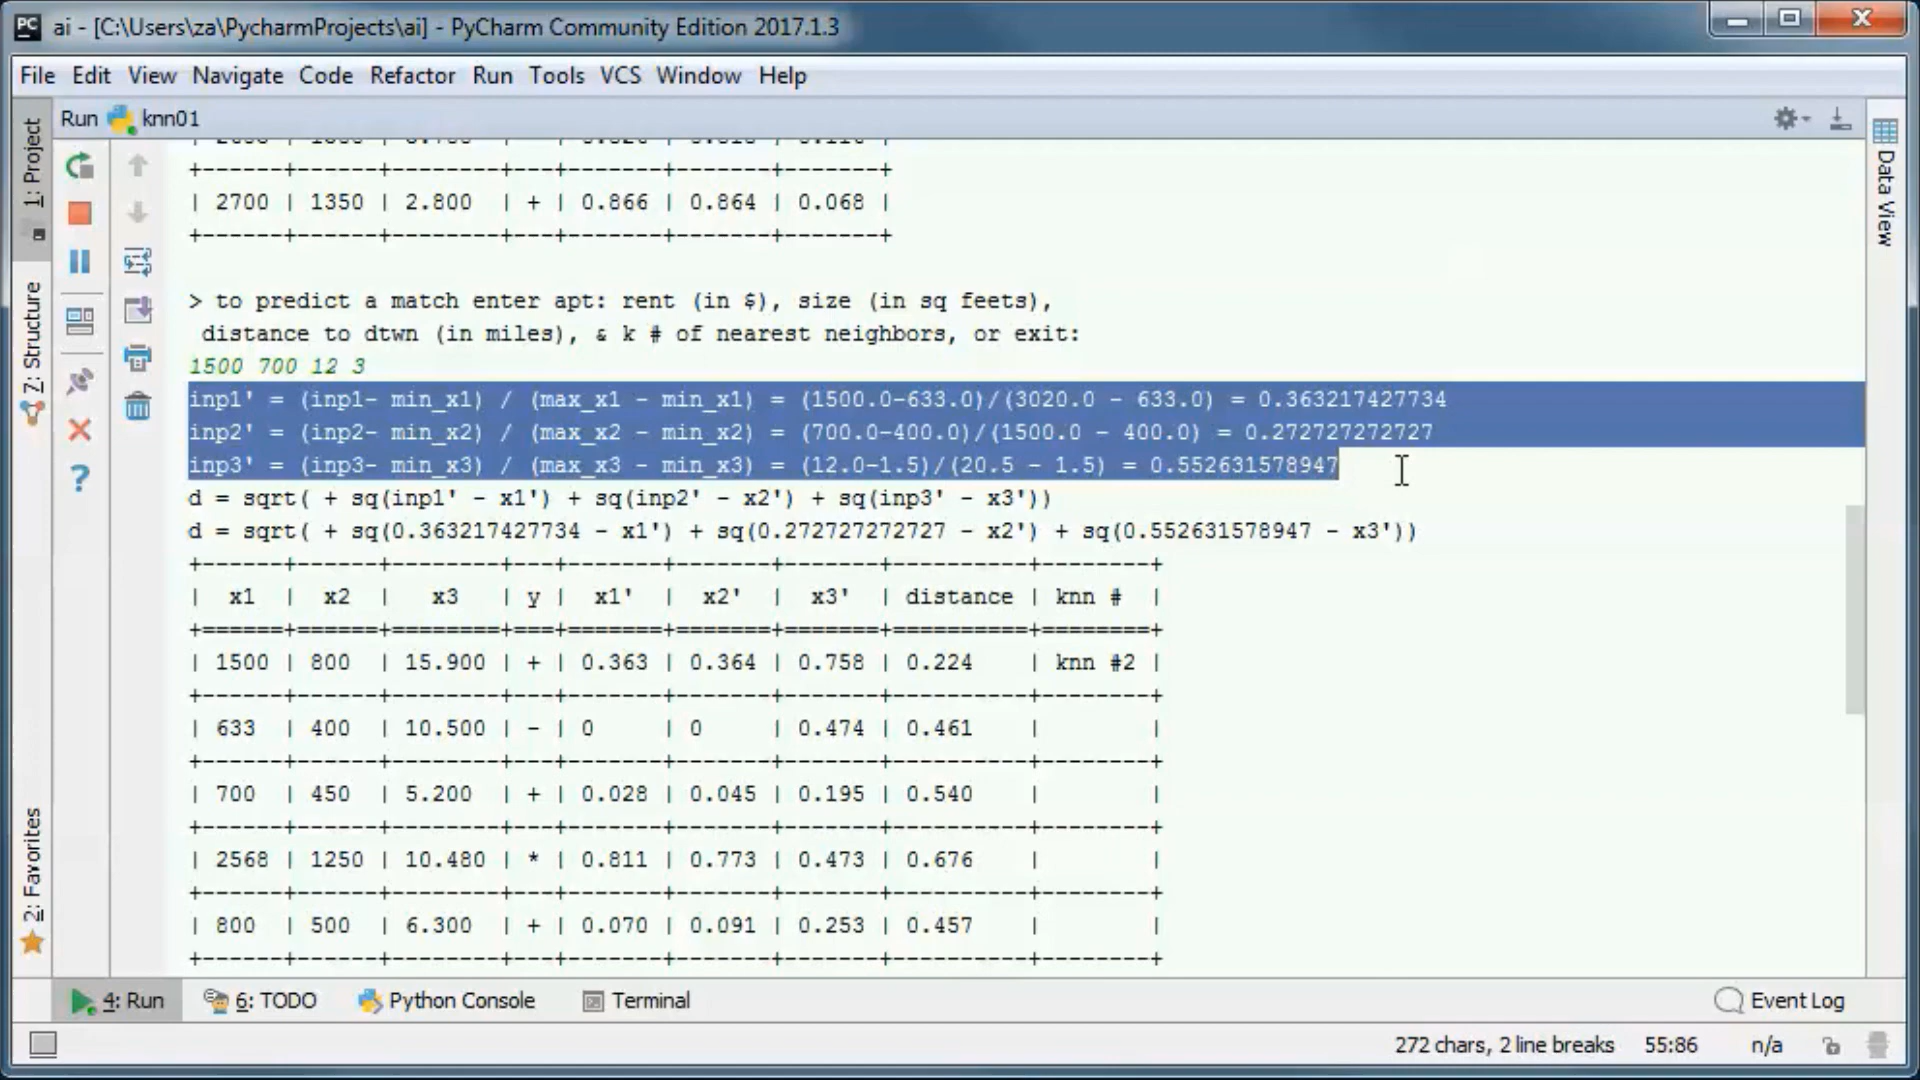 ai - [C:\Users\za\PycharmProjects\ai] - PyCharm Community Edition 2017.1.3
File Edit View Navigate Code Refactor Run Tools VCS Window Help
Run knn01
1: Project
7: Structure
2: Favorites
Data View
+------+------+--------+---+-------+-------+-------+
| 2700 | 1350 | 2.800 | + | 0.866 | 0.864 | 0.068 |
+------+------+--------+---+-------+-------+-------+
> to predict a match enter apt: rent (in $), size (in sq feets),
distance to dtwn (in miles), & k # of nearest neighbors, or exit:
1500 700 12 3
inp1' = (inp1- min_x1) / (max_x1 - min_x1) = (1500.0-633.0)/(3020.0 - 633.0) = 0.363217427734
inp2' = (inp2- min_x2) / (max_x2 - min_x2) = (700.0-400.0)/(1500.0 - 400.0) = 0.272727272727
inp3' = (inp3- min_x3) / (max_x3 - min_x3) = (12.0-1.5)/(20.5 - 1.5) = 0.552631578947
d = sqrt( + sq(inp1' - x1') + sq(inp2' - x2') + sq(inp3' - x3'))
d = sqrt( + sq(0.363217427734 - x1') + sq(0.272727272727 - x2') + sq(0.552631578947 - x3'))
+------+------+--------+---+-------+-------+-------+----------+--------+
| x1 | x2 | x3 | y | x1' | x2' | x3' | distance | knn # |
+======+======+========+===+=======+=======+=======+==========+========+
| 1500 | 800 | 15.900 | + | 0.363 | 0.364 | 0.758 | 0.224 | knn #2 |
+------+------+--------+---+-------+-------+-------+----------+--------+
| 633 | 400 | 10.500 | - | 0 | 0 | 0.474 | 0.461 | |
+------+------+--------+---+-------+-------+-------+----------+--------+
| 700 | 450 | 5.200 | + | 0.028 | 0.045 | 0.195 | 0.540 | |
+------+------+--------+---+-------+-------+-------+----------+--------+
| 2568 | 1250 | 10.480 | * | 0.811 | 0.773 | 0.473 | 0.676 | |
+------+------+--------+---+-------+-------+-------+----------+--------+
| 800 | 500 | 6.300 | + | 0.070 | 0.091 | 0.253 | 0.457 | |
+------+------+--------+---+-------+-------+-------+----------+--------+
4: Run 6: TODO Python Console Terminal Event Log
272 chars, 2 line breaks 55:86 n/a